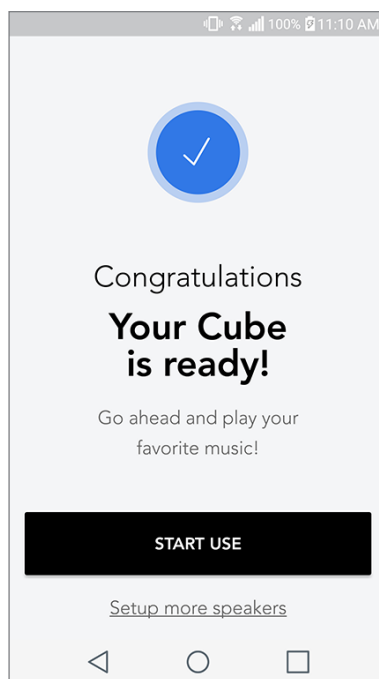 100% 11:10 AM
Congratulations
Your Cube
is ready!
Go ahead and play your
favorite music!
START USE
Setup more speakers